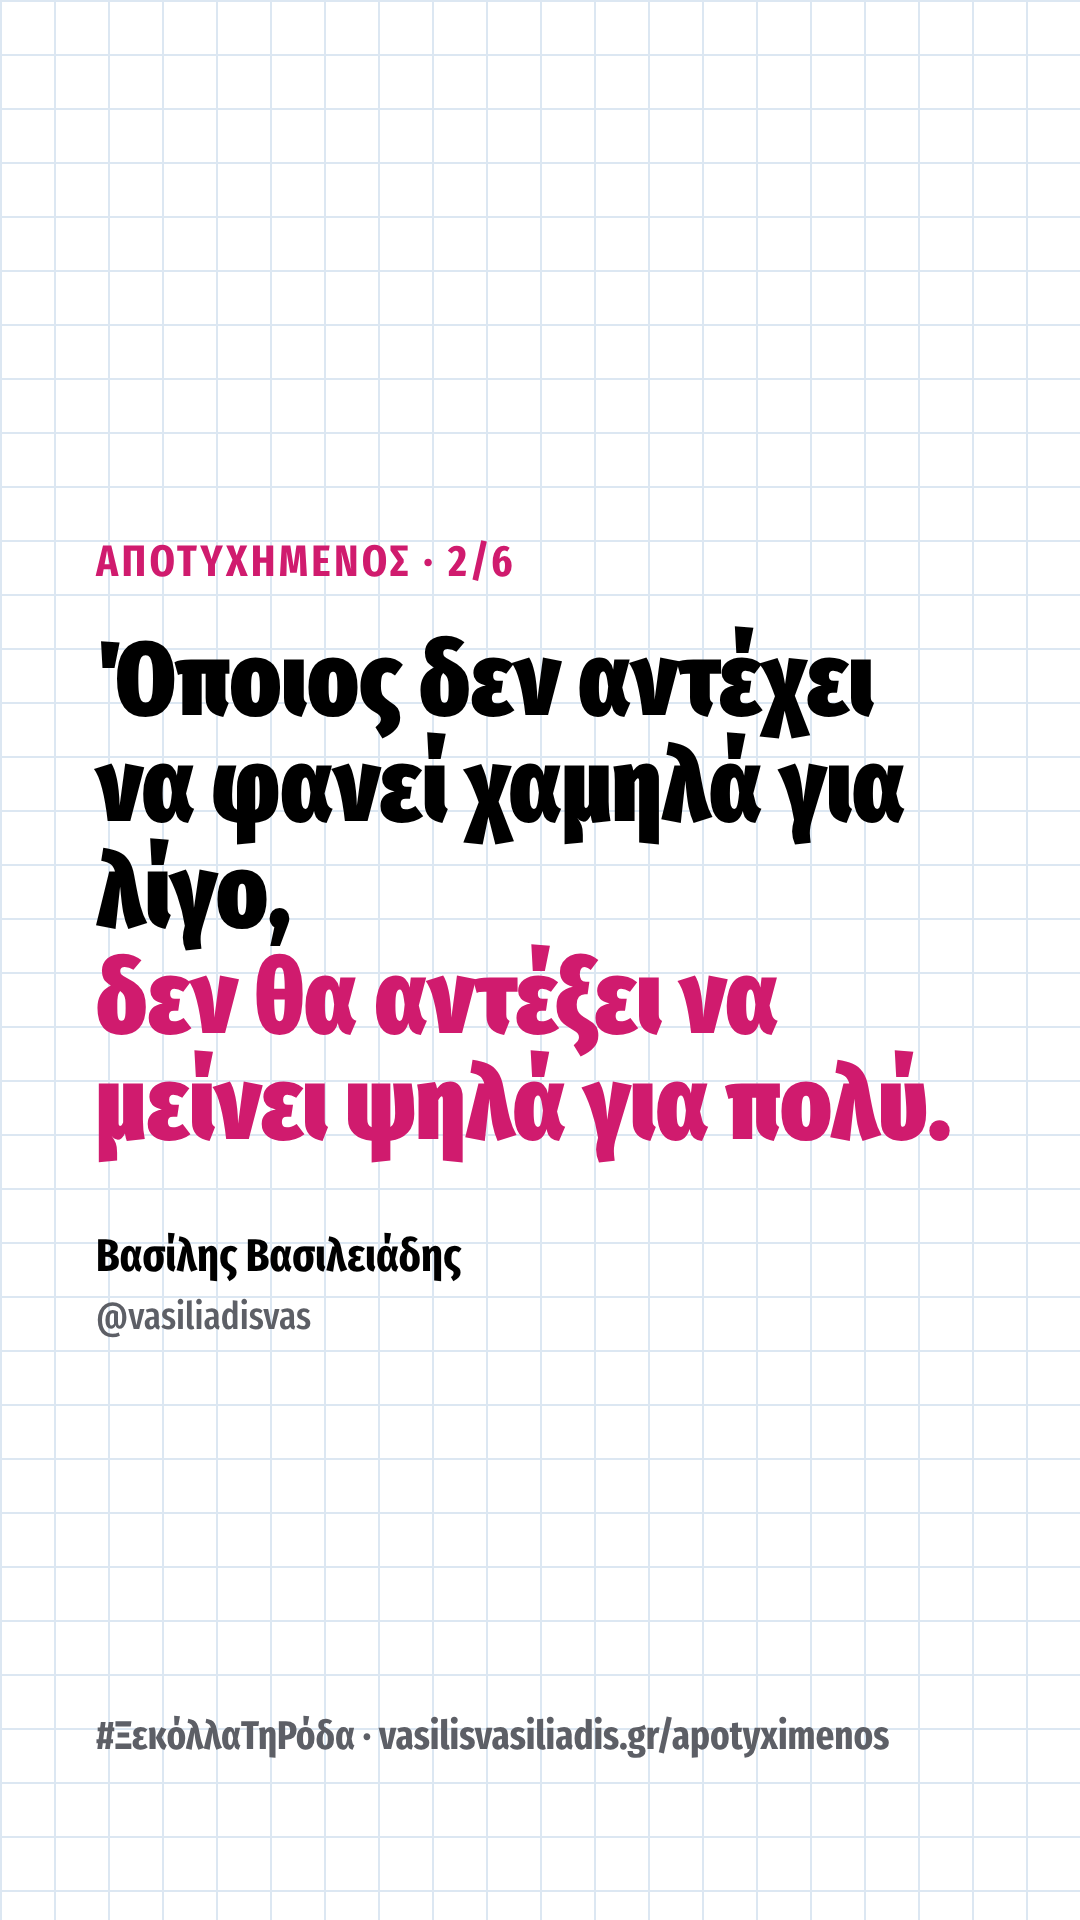 ΑΠΟΤΥΧΗΜΕΝΟΣ · 2/6
Όποιος δεν αντέχει
να φανεί χαμηλά για
λίγο,
δεν θα αντέξει να
μείνει ψηλά για πολύ.
Βασίλης Βασιλειάδης
@vasiliadisvas
#ΞεκόλλαΤηΡόδα · vasilisvasiliadis.gr/apotyximenos